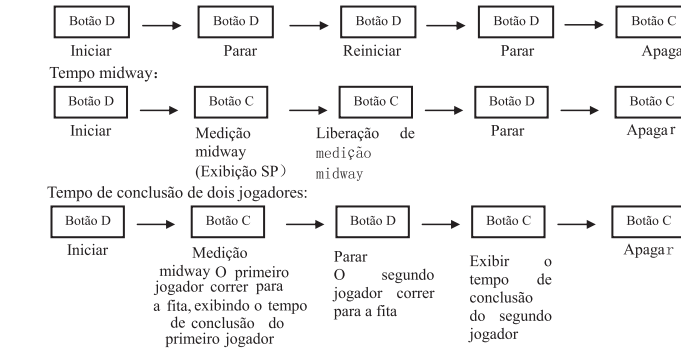 Botão D Botão D Botão D Botão D Botão C
Iniciar Parar Reiniciar Parar Apaga
Tempo midway:
Botão D Botão C Botão C Botão D Botão C
Iniciar Medição Liberação de Parar Apagar
midway medição
(Exibição SP) midway
Tempo de conclusão de dois jogadores:
Botão D Botão C Botão D Botão C Botão C
Iniciar Medição Parar Exibir o Apagar
midway O primeiro O segundo tempo de
jogador correr para jogador correr conclusão
a fita, exibindo o tempo para a fita do segundo
de conclusão do jogador
primeiro jogador